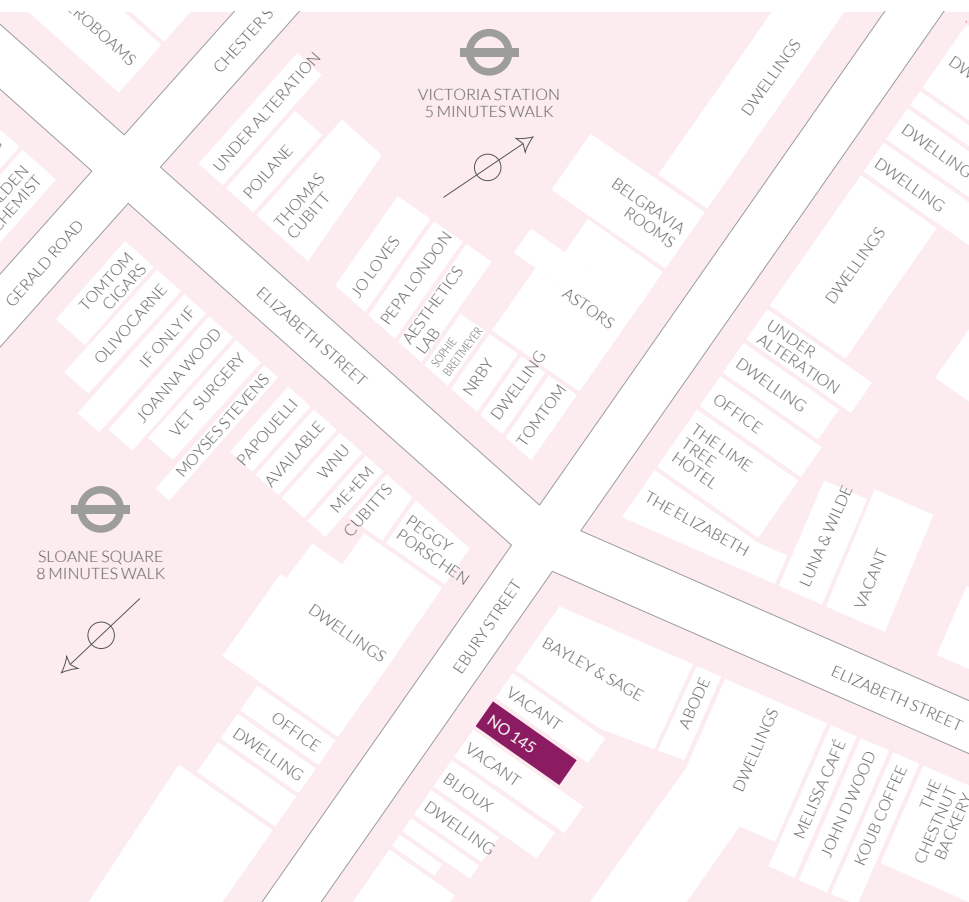 ROBOAMS
CHESTER S
UNDER ALTERATION
POILANE
THOMAS
CUBITT
VICTORIA STATION
5 MINUTES WALK
DWELLINGS
BELGRAVIA
ROOMS
DW
DWELLING
DWELLING
DWELLINGS
LDEN
CHEMIST
GERALD ROAD
TOMTOM
CIGARS
OLIVOCARNE
IF ONLY IF
JOANNA WOOD
VET SURGERY
MOYSES STEVENS
ELIZABETH STREET
JO LOVES
PEPA LONDON
AESTHETICS
LAB
SOPHIE
BREITMEYER
NRBY
DWELLING
TOMTOM
ASTORS
UNDER
ALTERATION
DWELLING
OFFICE
THE LIME
TREE
HOTEL
THE ELIZABETH
LUNA & WILDE
VACANT
PAPOUELLI
AVAILABLE
WNU
ME+EM
CUBITTS
PEGGY
PORSCHEN
SLOANE SQUARE
8 MINUTES WALK
DWELLINGS
OFFICE
DWELLING
EBURY STREET
BAYLEY & SAGE
VACANT
NO 145
VACANT
BIJOUX
DWELLING
ABODE
DWELLINGS
ELIZABETH STREET
MELISSA CAFÉ
JOHN D WOOD
KOUB COFFEE
THE
CHESTNUT
BACKERY